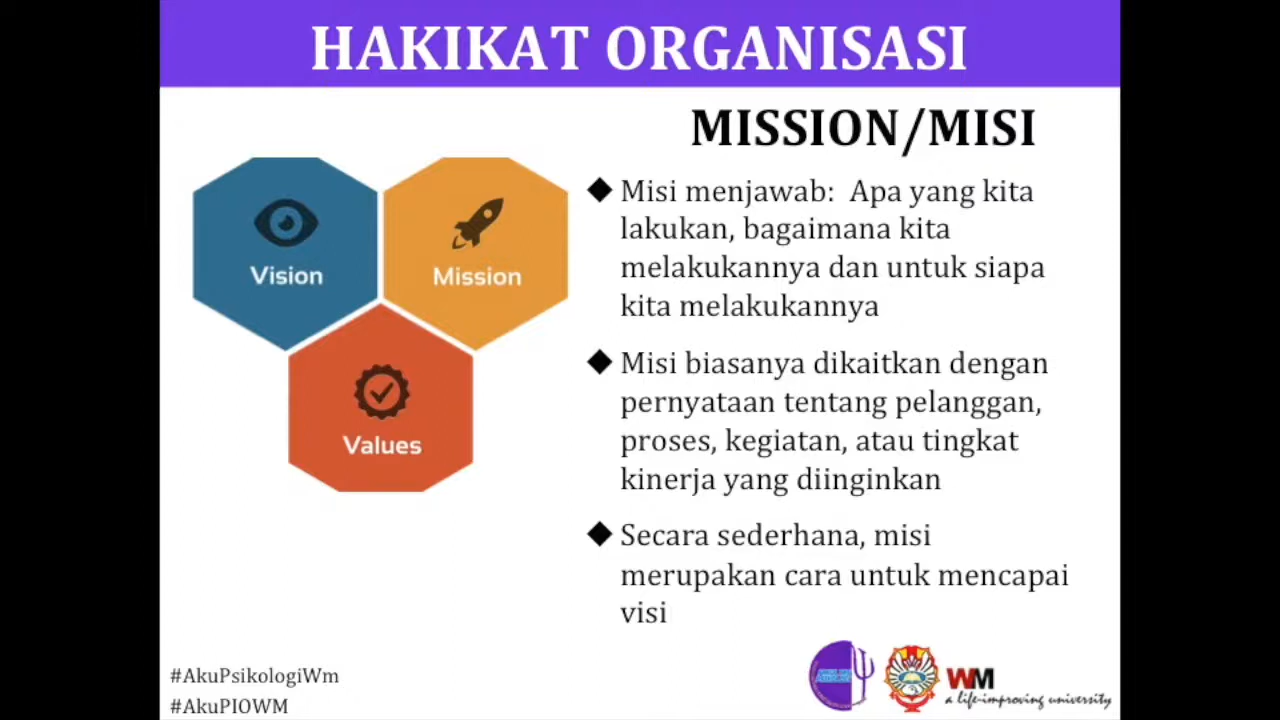 HAKIKAT ORGANISASI
MISSION/MISI
Vision
Mission
Values
Misi menjawab: Apa yang kita
lakukan, bagaimana kita
melakukannya dan untuk siapa
kita melakukannya
Misi biasanya dikaitkan dengan
pernyataan tentang pelanggan,
proses, kegiatan, atau tingkat
kinerja yang diinginkan
Secara sederhana, misi
merupakan cara untuk mencapai
visi
#AkuPsikologiWm
#AkuPIOWM
WM
a life-improving university